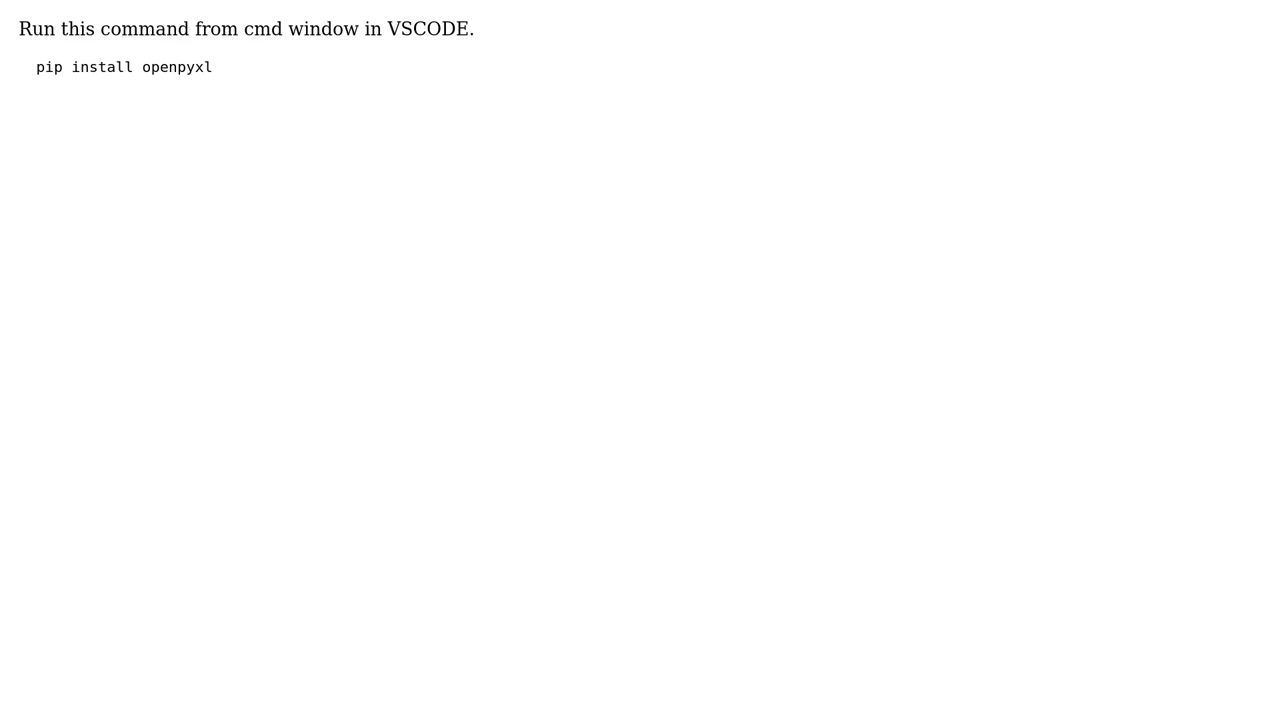 Run this command from cmd window in VSCODE.
pip install openpyxl